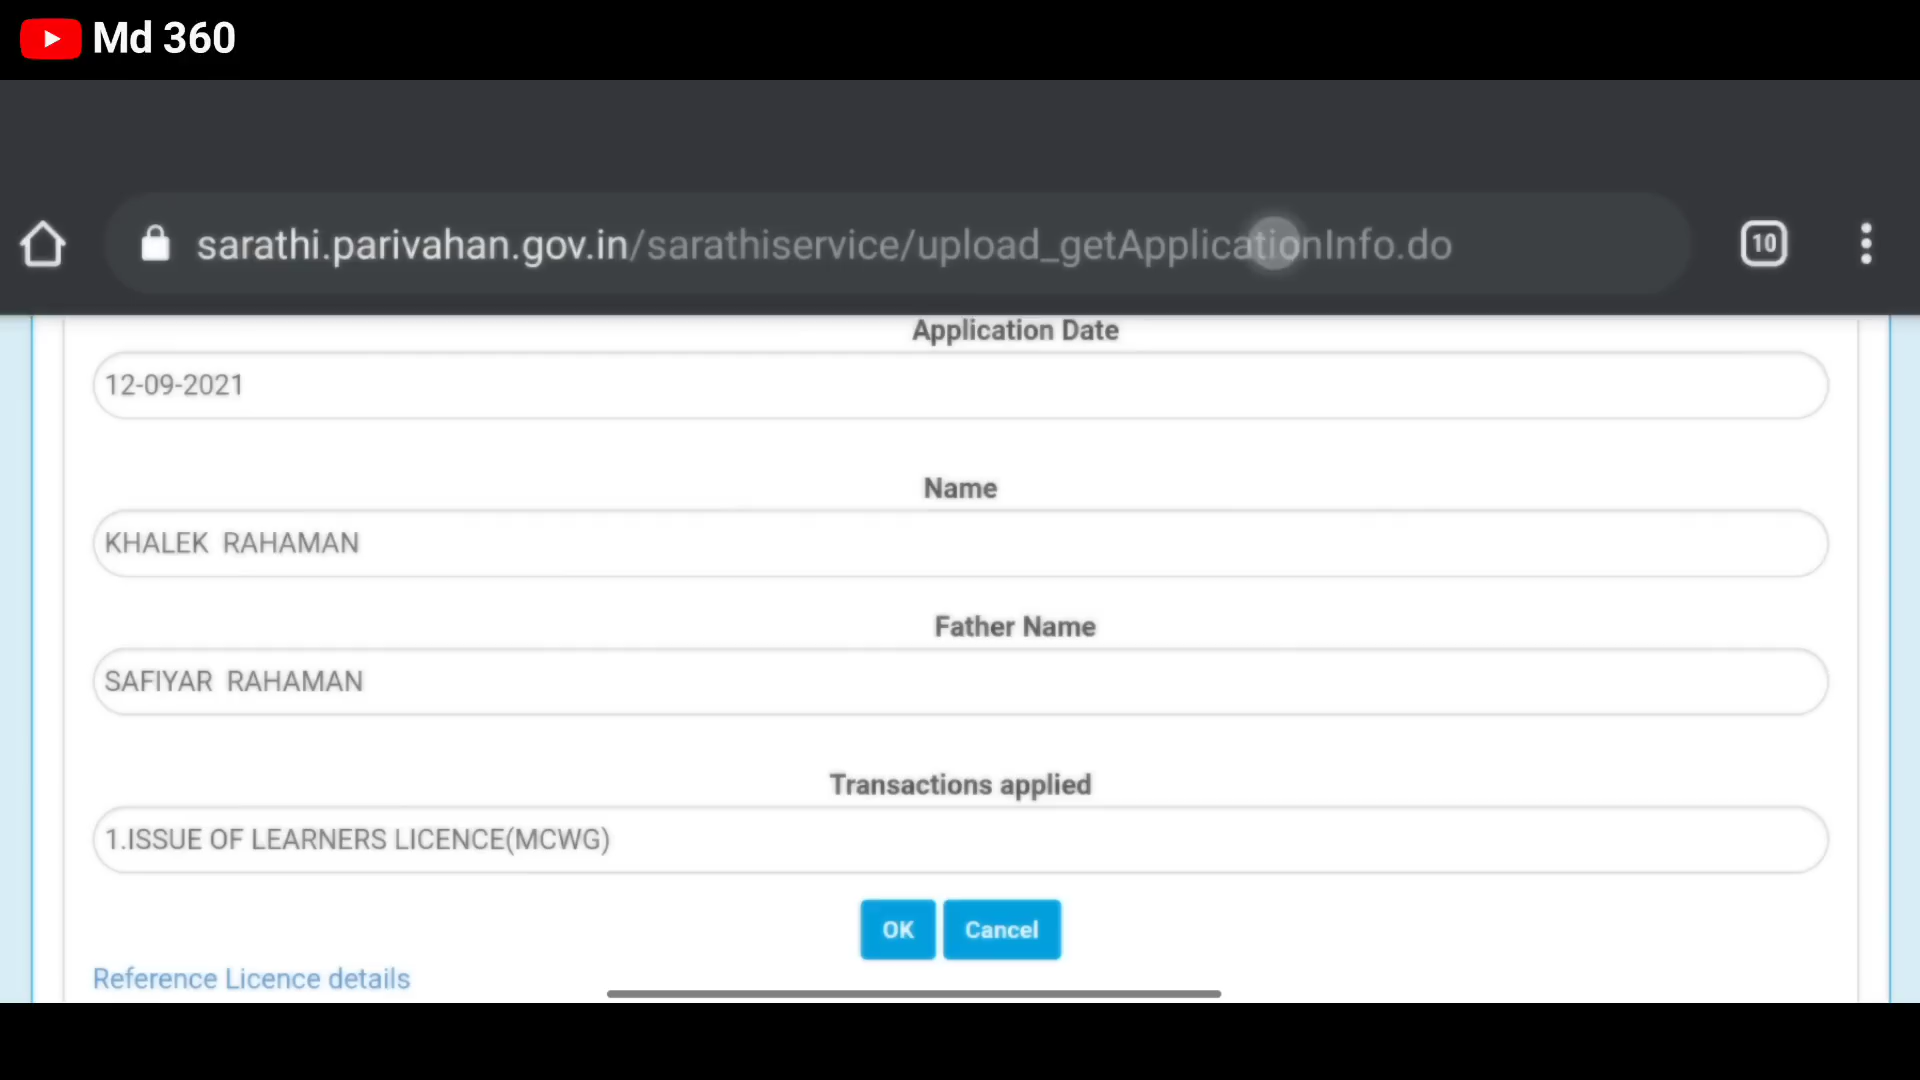 Md 360
sarathi.parivahan.gov.in/sarathiservice/upload_getApplicationInfo.do
10
Application Date
12-09-2021
Name
KHALEK RAHAMAN
Father Name
SAFIYAR RAHAMAN
Transactions applied
1.ISSUE OF LEARNERS LICENCE(MCWG)
OK Cancel
Reference Licence details